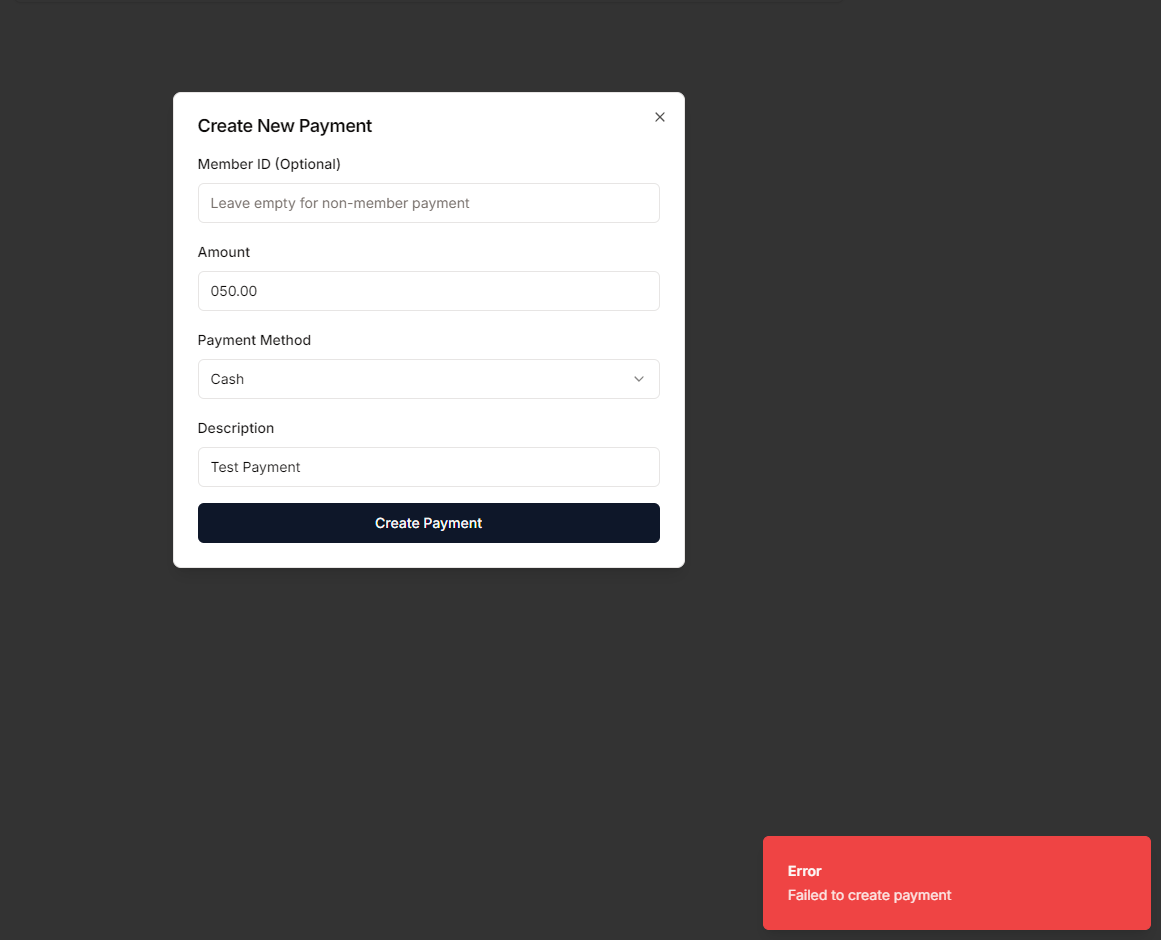 Create New Payment
Member ID (Optional)
Leave empty for non-member payment
Amount
050.00
Payment Method
Cash
Description
Test Payment
Create Payment
Error
Failed to create payment